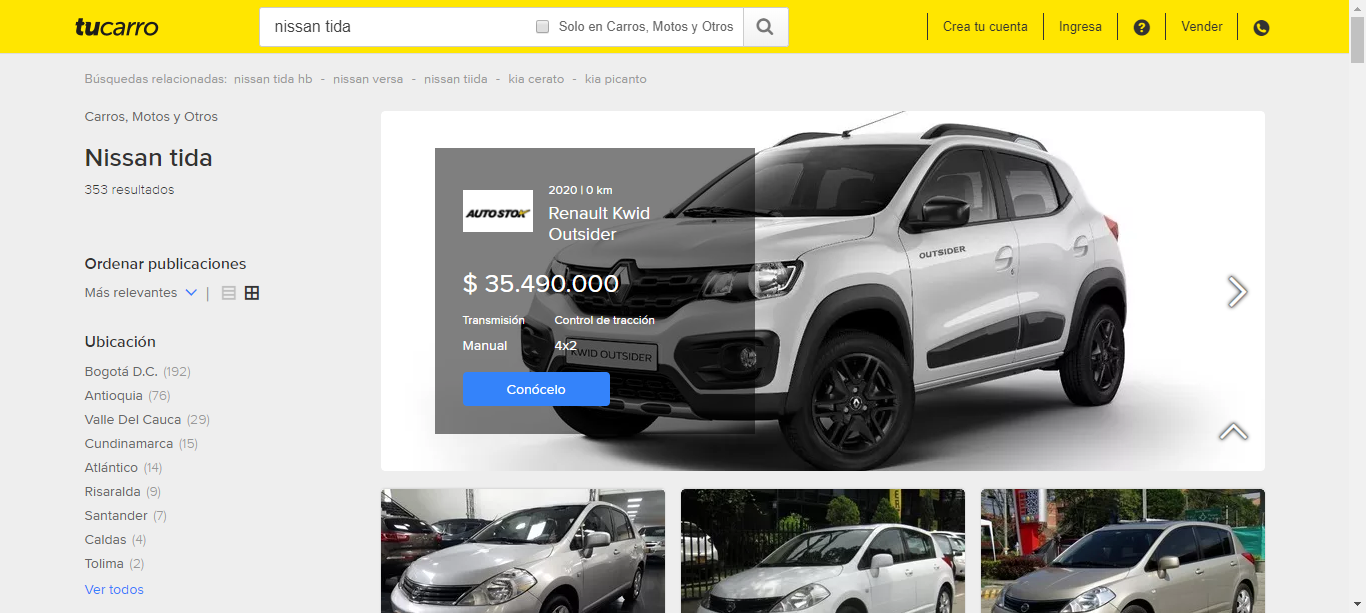 tucarro
nissan tida
Solo en Carros, Motos y Otros
Crea tu cuenta
Ingresa
?
Vender
Búsquedas relacionadas: nissan tida hb - nissan versa - nissan tiida - kia cerato - kia picanto
Carros, Motos y Otros
Nissan tida
353 resultados
Ordenar publicaciones
Más relevantes |
Ubicación
Bogotá D.C. (192)
Antioquia (76)
Valle Del Cauca (29)
Cundinamarca (15)
Atlántico (14)
Risaralda (9)
Santander (7)
Caldas (4)
Tolima (2)
Ver todos
AUTOSTOK
2020 | 0 km
Renault Kwid
Outsider
$ 35.490.000
Transmisión
Control de tracción
Manual
4x2
Conócelo
KWID OUTSIDER
OUTSIDER